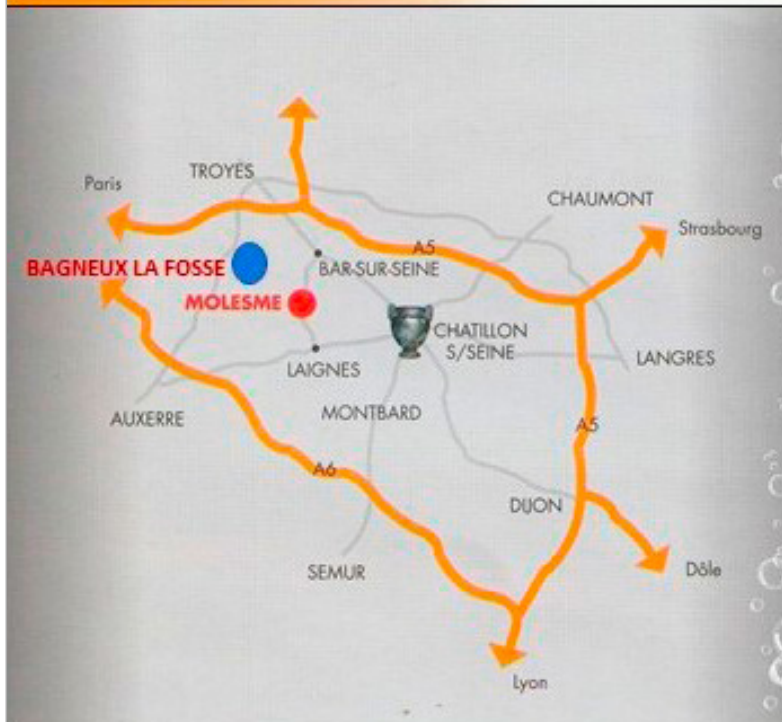 TROYES
Paris
CHAUMONT
Strasbourg
A5
BAGNEUX LA FOSSE
BAR-SUR-SEINE
MOLESME
CHATILLON
S/SEINE
LAIGNES
LANGRES
AUXERRE
MONTBARD
A5
A6
DIJON
SEMUR
Dôle
Lyon